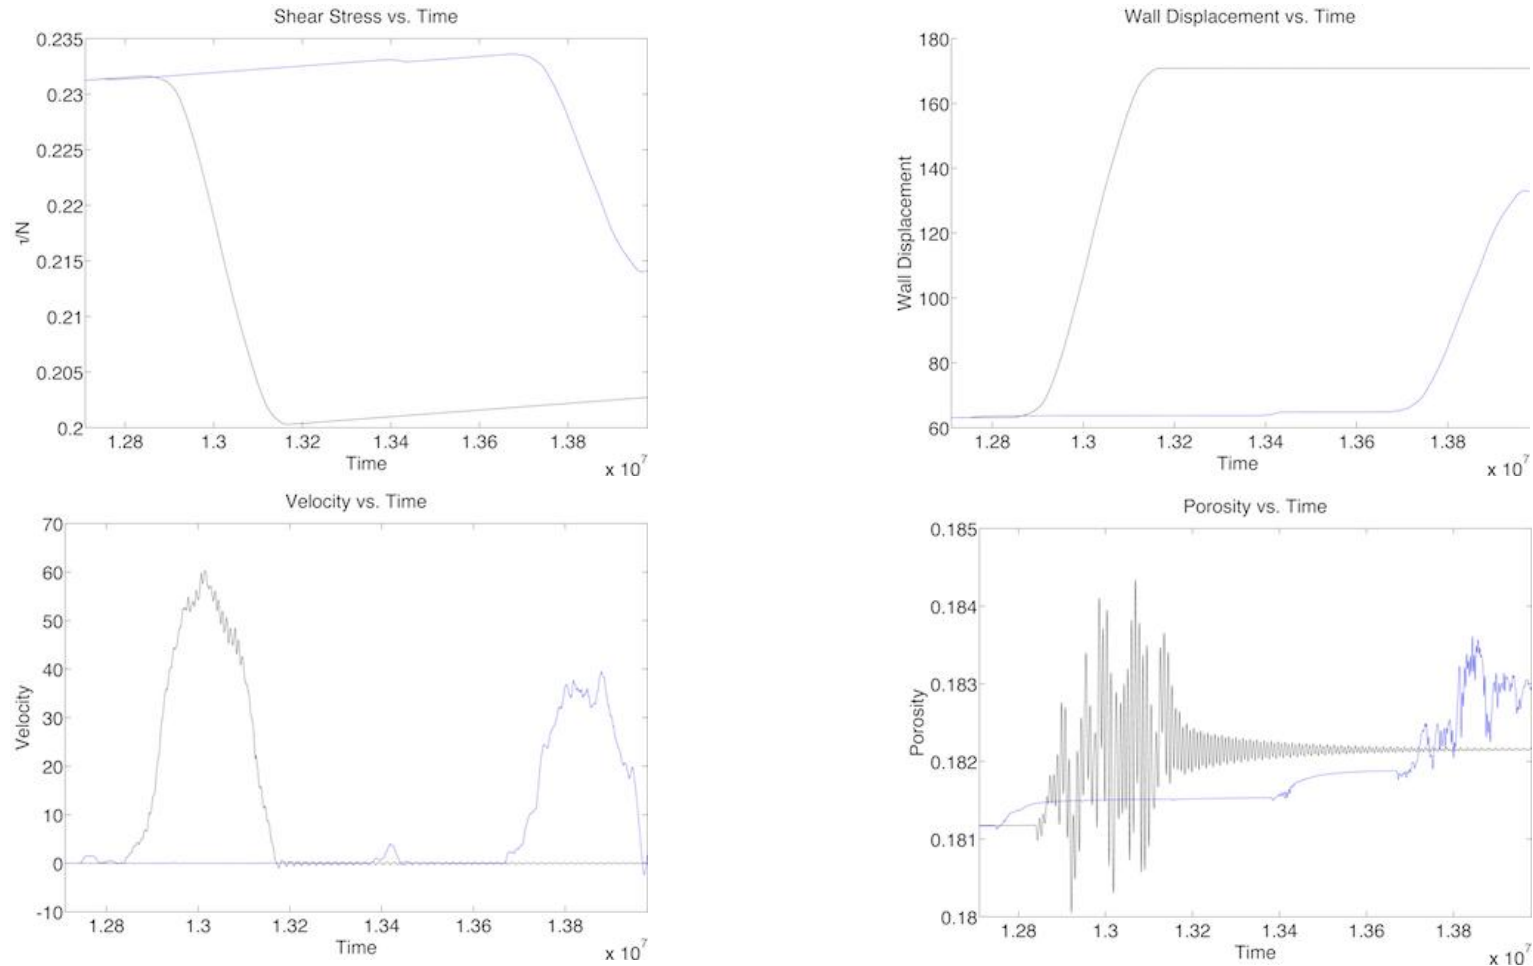 Shear Stress vs. Time
0.235
0.23
0.225
0.22
0.215
0.21
0.205
0.2
τ/N
1.28 1.3 1.32 1.34 1.36 1.38
Time
x 10^7
Wall Displacement vs. Time
180
160
140
120
100
80
60
Wall Displacement
1.28 1.3 1.32 1.34 1.36 1.38
Time
x 10^7
Velocity vs. Time
70
60
50
40
30
20
10
0
-10
Velocity
1.28 1.3 1.32 1.34 1.36 1.38
Time
x 10^7
Porosity vs. Time
0.185
0.184
0.183
0.182
0.181
0.18
Porosity
1.28 1.3 1.32 1.34 1.36 1.38
Time
x 10^7